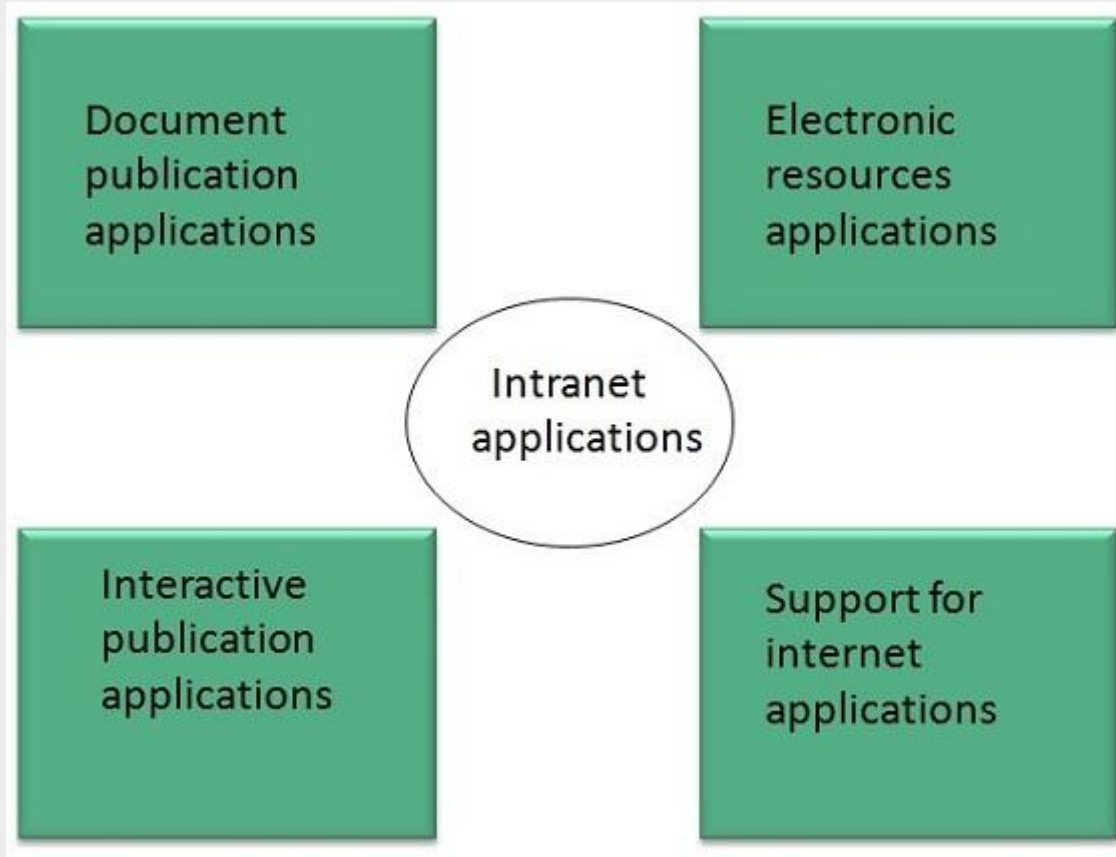 Document
publication
applications
Electronic
resources
applications
Intranet
applications
Interactive
publication
applications
Support for
internet
applications